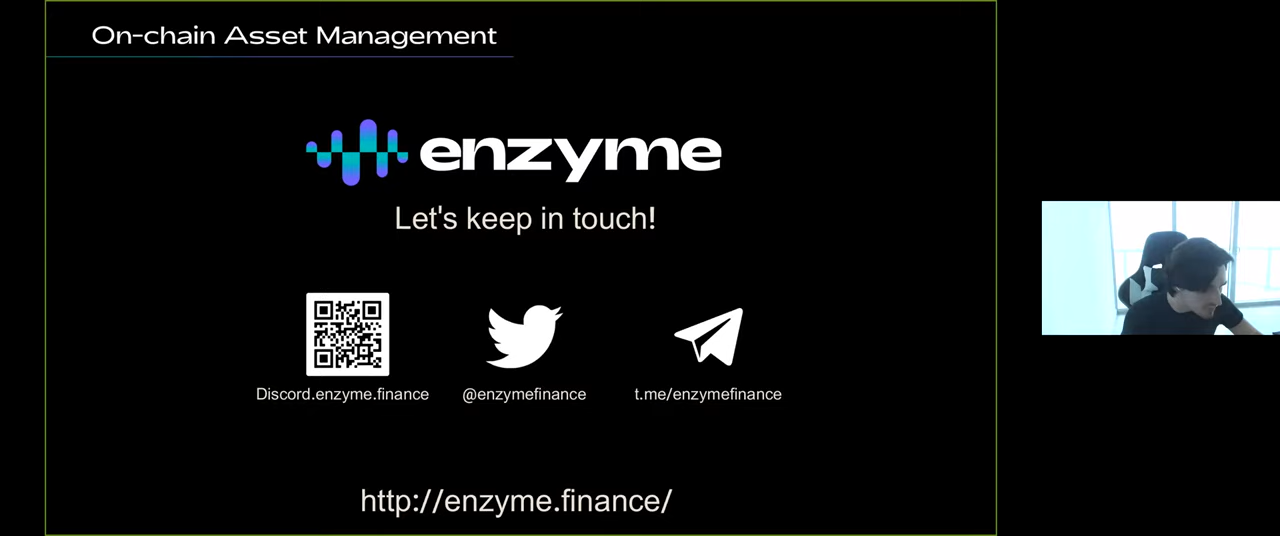 On-chain Asset Management
enzyme
Let's keep in touch!
Discord.enzyme.finance
@enzymefinance
t.me/enzymefinance
http://enzyme.finance/